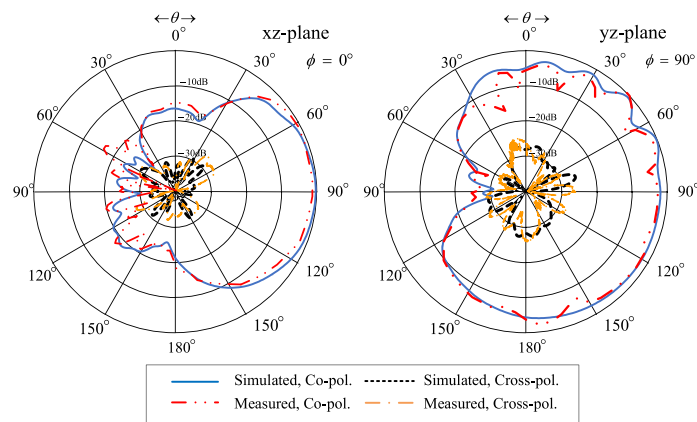 ←θ→
xz-plane
0°
ϕ = 0°
30°
30°
60°
60°
90°
90°
120°
120°
150°
150°
180°
−10dB
−20dB
−30dB
←θ→
yz-plane
0°
ϕ = 90°
30°
30°
60°
60°
90°
90°
120°
120°
150°
150°
180°
−10dB
−20dB
−30dB
Simulated, Co-pol.
Simulated, Cross-pol.
Measured, Co-pol.
Measured, Cross-pol.